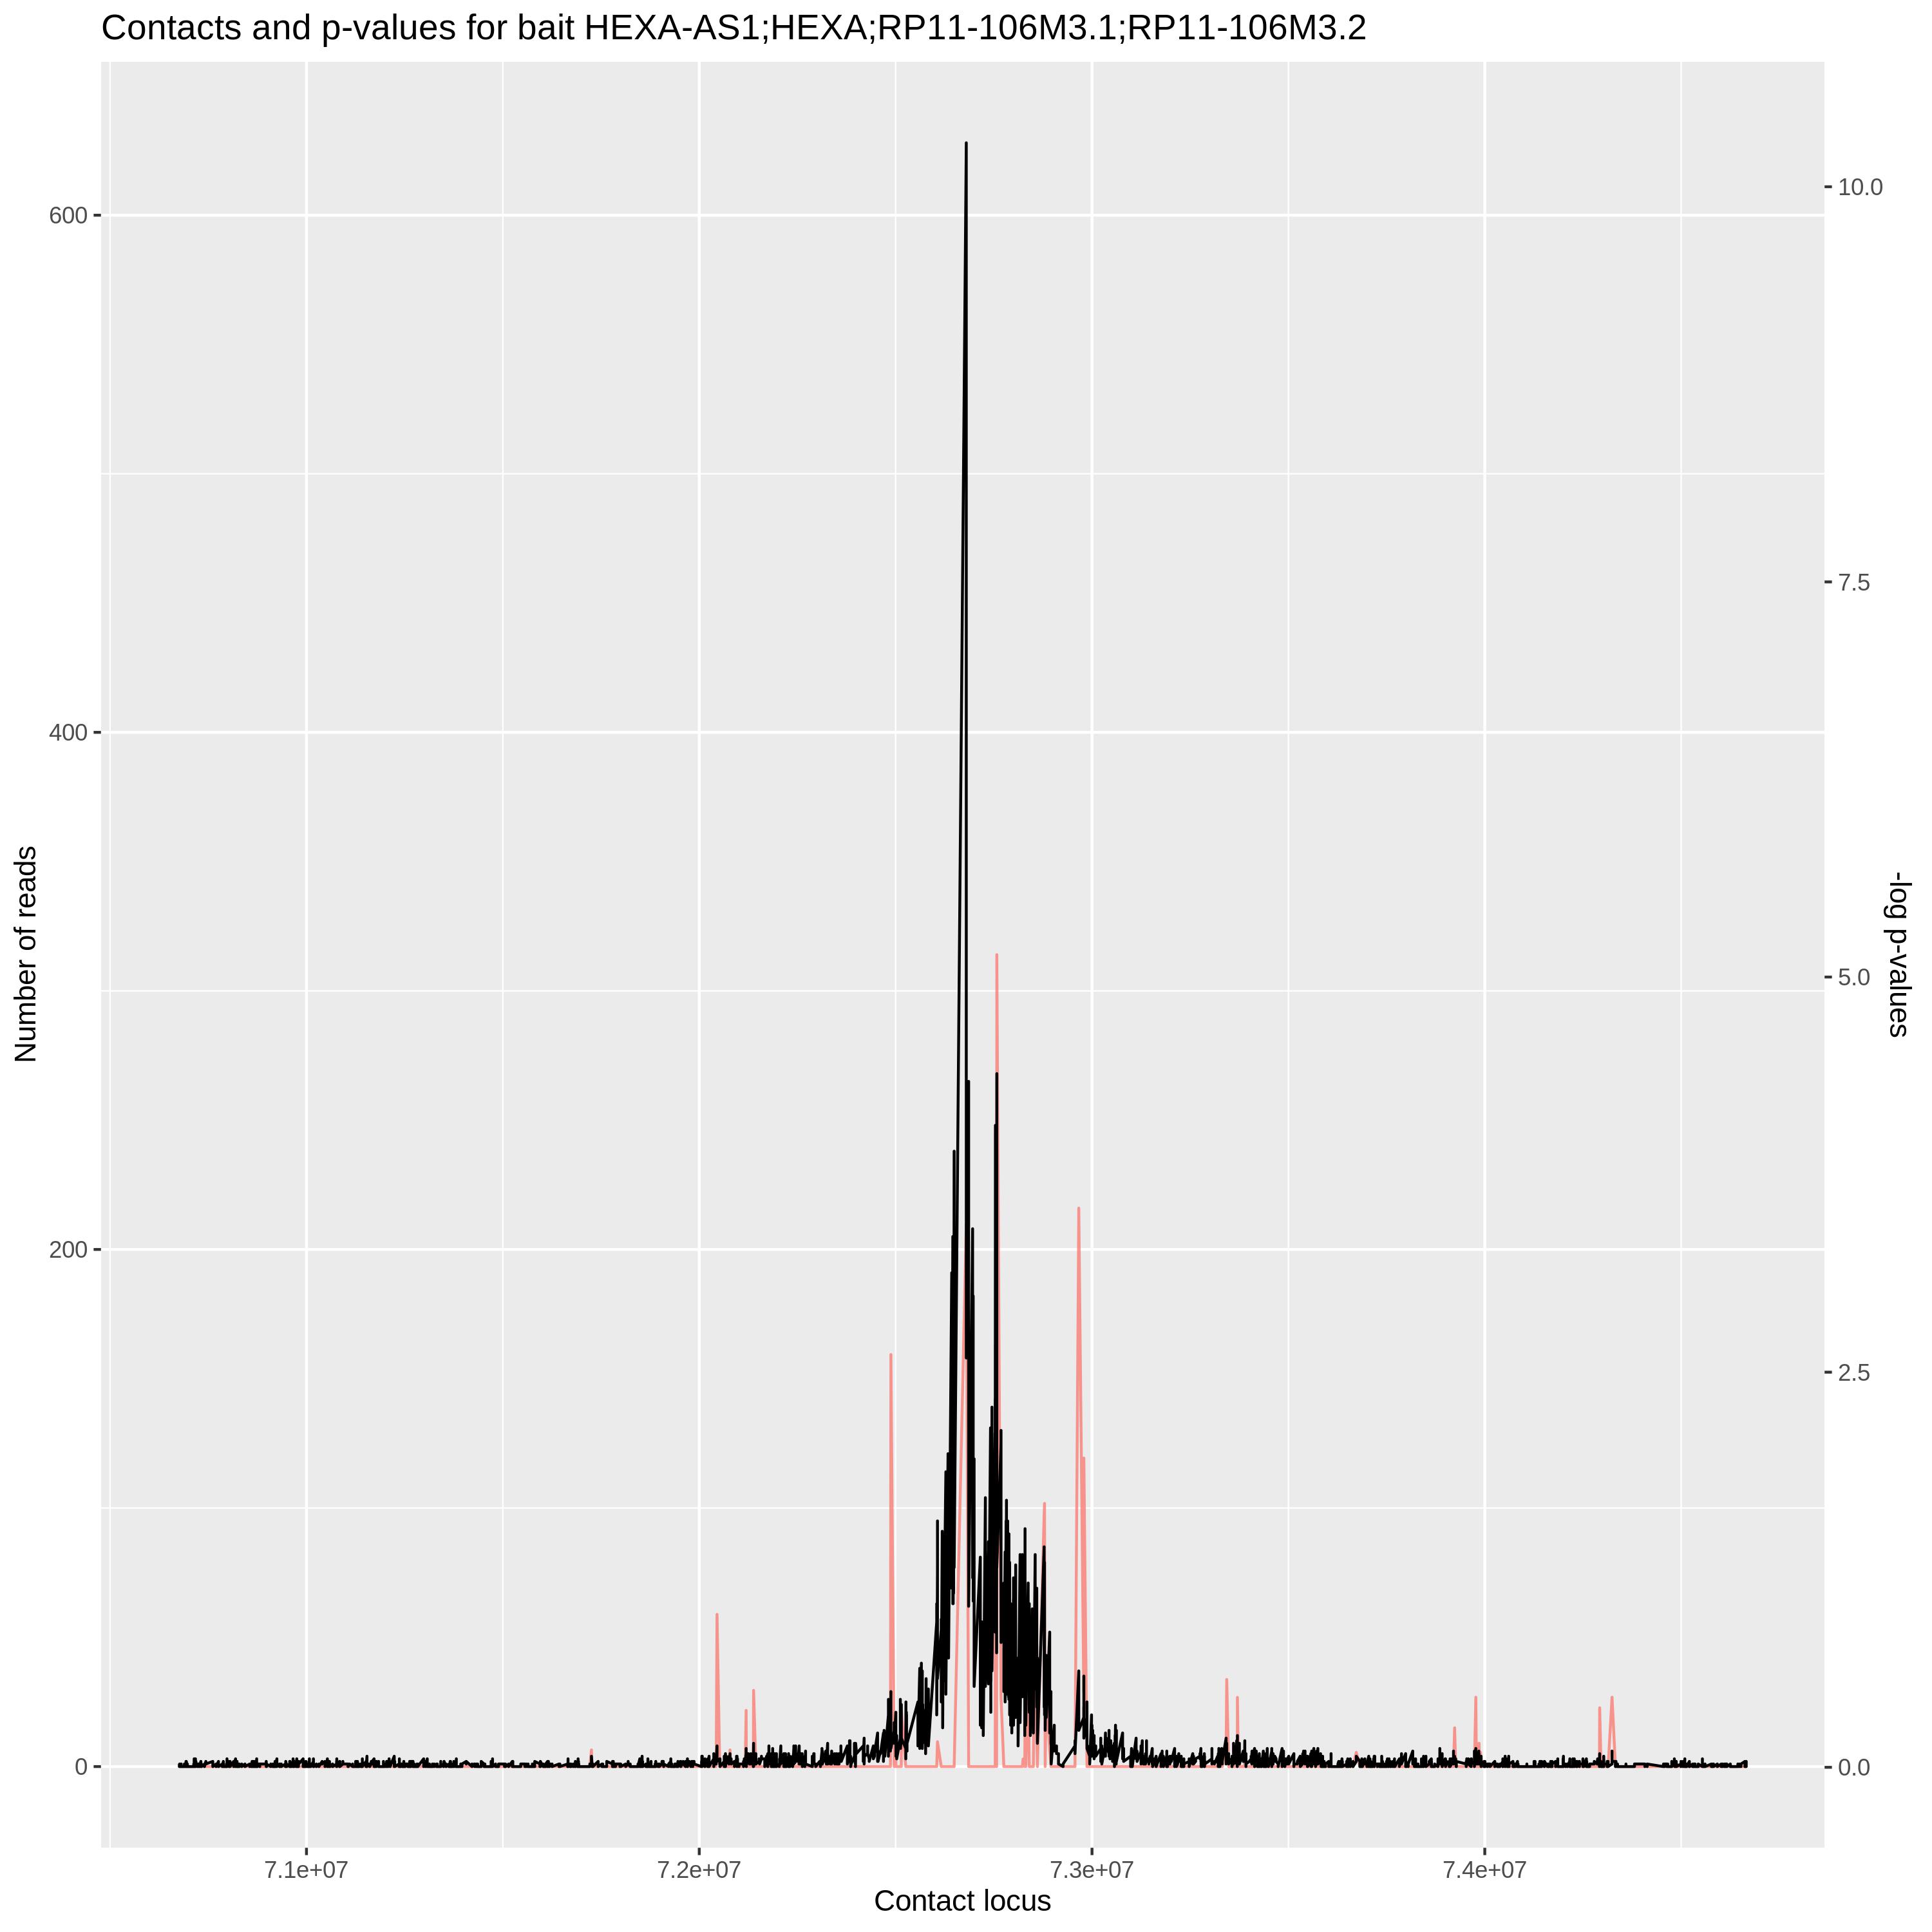 Contacts and p-values for bait HEXA-AS1;HEXA;RP11-106M3.1;RP11-106M3.2
Number of reads
600
400
200
0
10.0
7.5
5.0
2.5
0.0
-log p-values
7.1e+07
7.2e+07
7.3e+07
7.4e+07
Contact locus